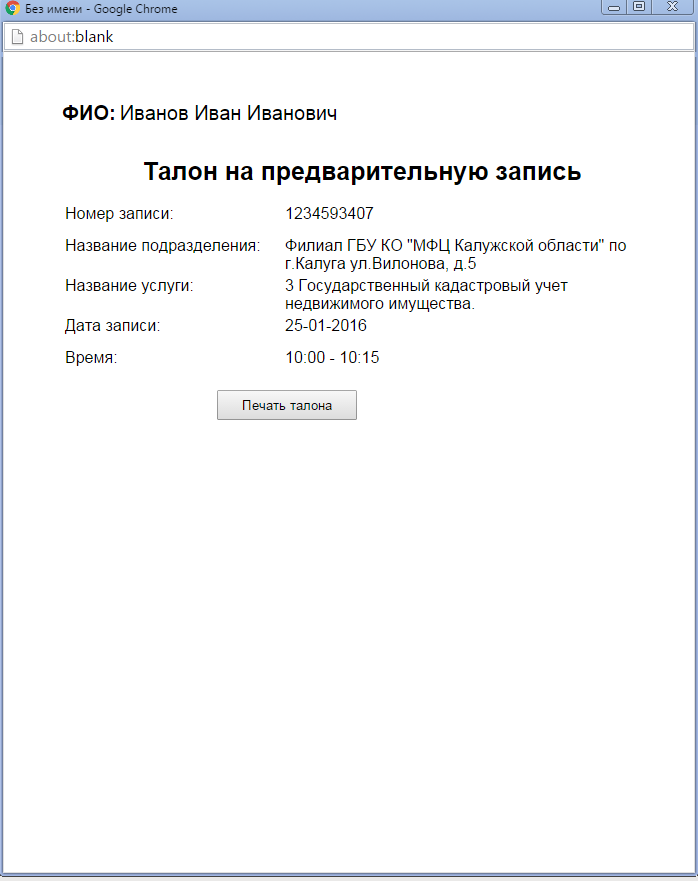 Без имени - Google Chrome
about:blank
ФИО: Иванов Иван Иванович
Талон на предварительную запись
Номер записи: 1234593407
Название подразделения: Филиал ГБУ КО "МФЦ Калужской области" по
г.Калуга ул.Вилонова, д.5
Название услуги: 3 Государственный кадастровый учет
недвижимого имущества.
Дата записи: 25-01-2016
Время: 10:00 - 10:15
Печать талона